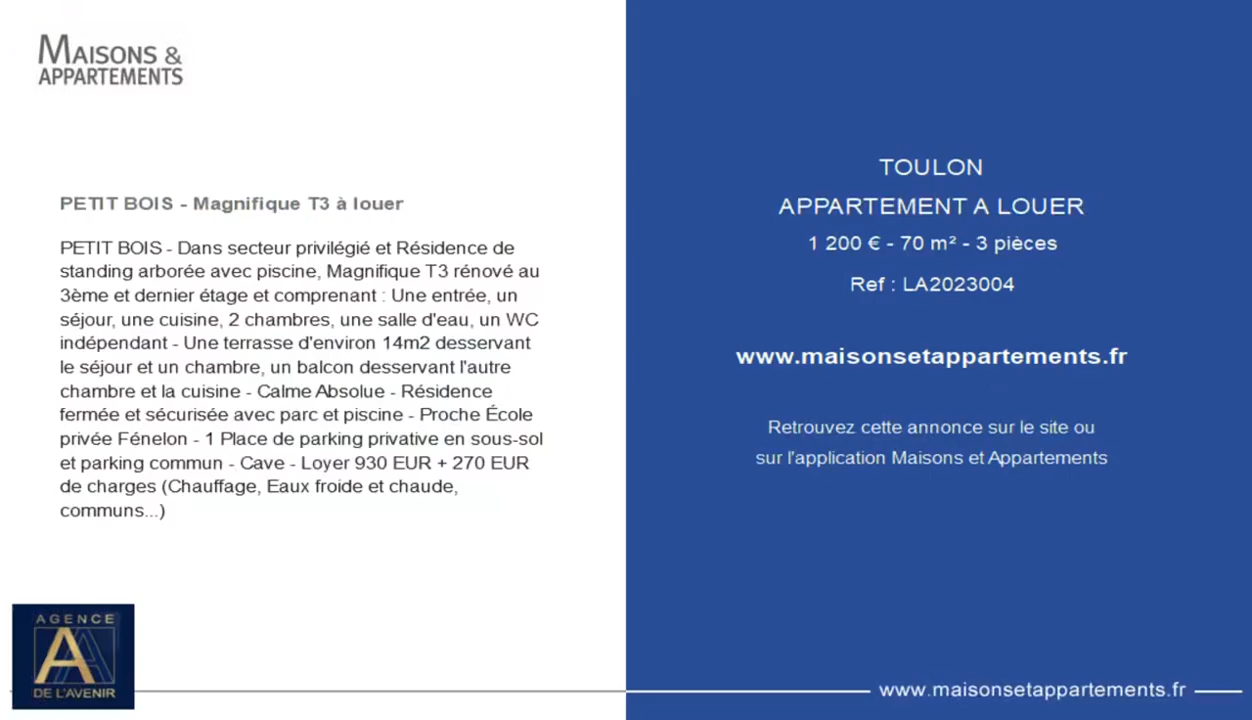 MAISONS &
APPARTEMENTS
PETIT BOIS - Magnifique T3 à louer
PETIT BOIS - Dans secteur privilégié et Résidence de
standing arborée avec piscine, Magnifique T3 rénové au
3ème et dernier étage et comprenant : Une entrée, un
séjour, une cuisine, 2 chambres, une salle d'eau, un WC
indépendant - Une terrasse d'environ 14m2 desservant
le séjour et un chambre, un balcon desservant l'autre
chambre et la cuisine - Calme Absolue - Résidence
fermée et sécurisée avec parc et piscine - Proche École
privée Fénelon - 1 Place de parking privative en sous-sol
et parking commun - Cave - Loyer 930 EUR + 270 EUR
de charges (Chauffage, Eaux froide et chaude,
communs...)
AGENCE
AA
DE L'AVENIR
TOULON
APPARTEMENT A LOUER
1 200 € - 70 m² - 3 pièces
Ref : LA2023004
www.maisonsetappartements.fr
Retrouvez cette annonce sur le site ou
sur l'application Maisons et Appartements
www.maisonsetappartements.fr